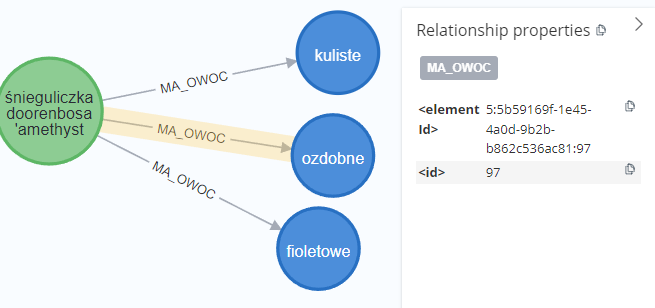 śnieguliczka
doorenbosa
'amethyst
MA_OWOC
kuliste
MA_OWOC
ozdobne
MA_OWOC
fioletowe
Relationship properties
MA_OWOC
<element
Id>
5:5b59169f-1e45-
4a0d-9b2b-
b862c536ac81:97
<id>
97